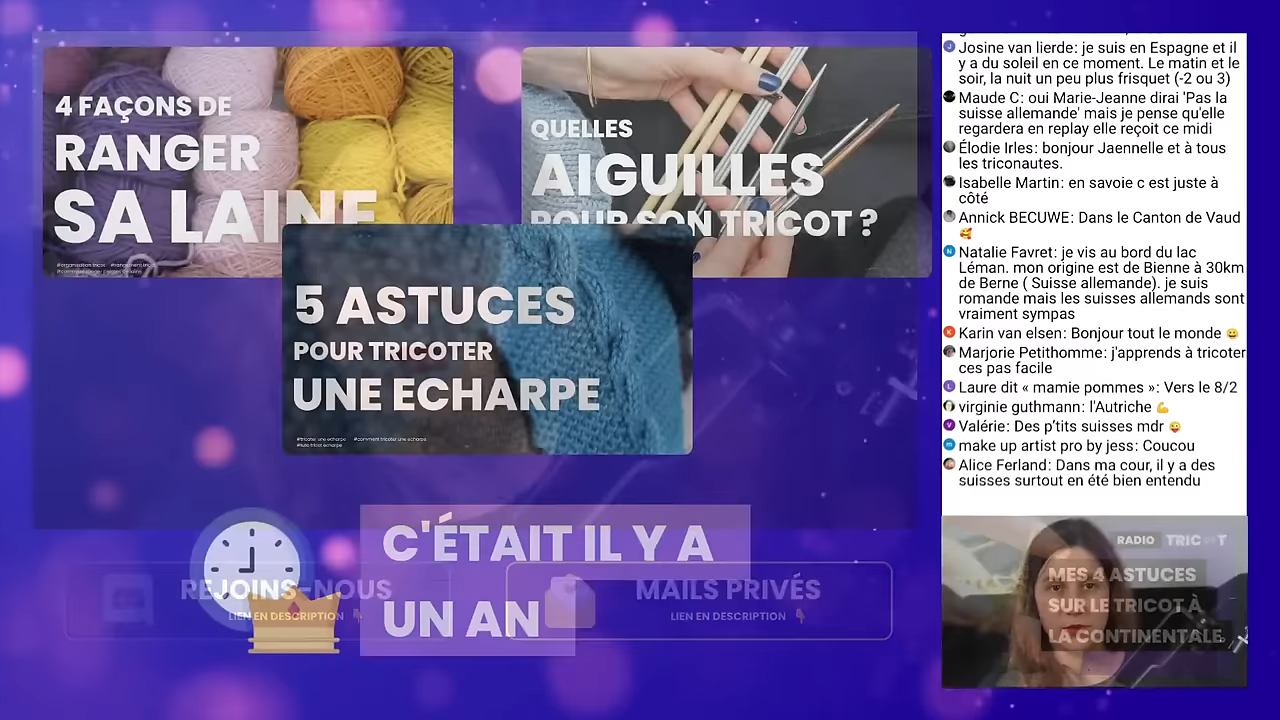 4 FAÇONS DE
RANGER
SA LAINE
QUELLES
AIGUILLES
POUR SON TRICOT ?
5 ASTUCES
POUR TRICOTER
UNE ECHARPE
#tricoter une echarpe #comment tricoter une echarpe
#tuto tricot echarpe
C'ÉTAIT IL Y A
UN AN
REJOINS-NOUS
LIEN EN DESCRIPTION 👇
MAILS PRIVÉS
LIEN EN DESCRIPTION 👇
Josine van lierde: je suis en Espagne et il
y a du soleil en ce moment. Le matin et le
soir, la nuit un peu plus frisquet (-2 ou 3)
Maude C: oui Marie-Jeanne dirai 'Pas la
suisse allemande' mais je pense qu'elle
regardera en replay elle reçoit ce midi
Élodie Irles: bonjour Jaennelle et à tous
les triconautes.
Isabelle Martin: en savoie c est juste à
côté
Annick BECUWE: Dans le Canton de Vaud
🥰
Natalie Favret: je vis au bord du lac
Léman. mon origine est de Bienne à 30km
de Berne ( Suisse allemande). je suis
romande mais les suisses allemands sont
vraiment sympas
Karin van elsen: Bonjour tout le monde 😀
Marjorie Petithomme: j'apprends à tricoter
ces pas facile
Laure dit « mamie pommes »: Vers le 8/2
virginie guthmann: l'Autriche 💪
Valérie: Des p'tits suisses mdr 😜
make up artist pro by jess: Coucou
Alice Ferland: Dans ma cour, il y a des
suisses surtout en été bien entendu
RADIO
MES 4 ASTUCES
SUR LE TRICOT À
LA CONTINENTALE